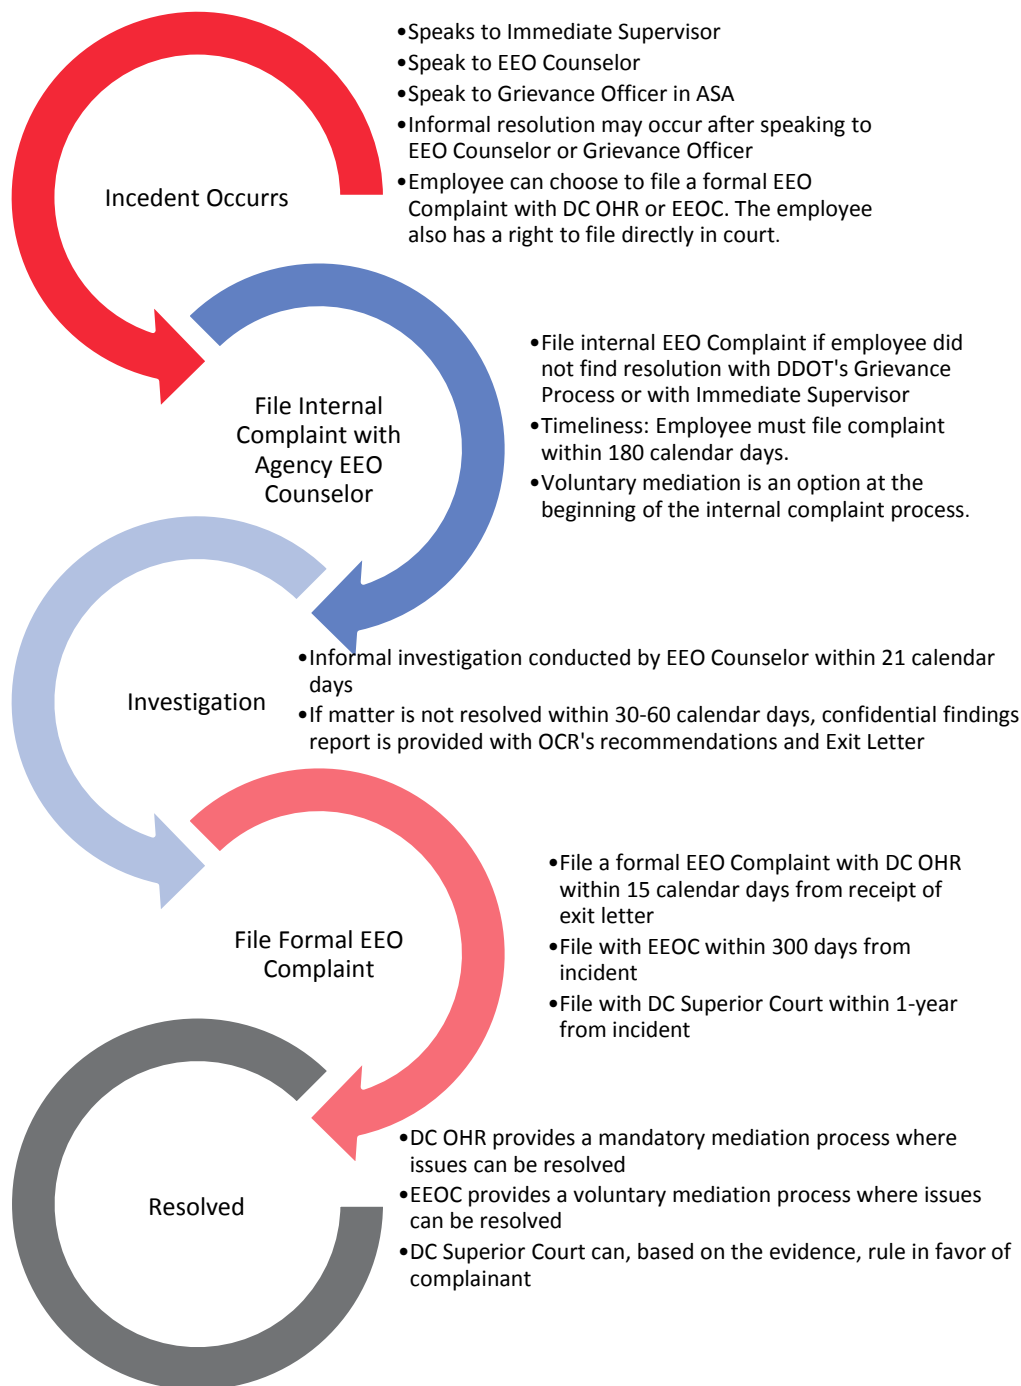 •Speaks to Immediate Supervisor
•Speak to EEO Counselor
•Speak to Grievance Officer in ASA
•Informal resolution may occur after speaking to
EEO Counselor or Grievance Officer
•Employee can choose to file a formal EEO
Complaint with DC OHR or EEOC. The employee
also has a right to file directly in court.
Incedent Occurrs
•File internal EEO Complaint if employee did
not find resolution with DDOT's Grievance
Process or with Immediate Supervisor
•Timeliness: Employee must file complaint
within 180 calendar days.
•Voluntary mediation is an option at the
beginning of the internal complaint process.
File Internal
Complaint with
Agency EEO
Counselor
•Informal investigation conducted by EEO Counselor within 21 calendar
days
•If matter is not resolved within 30-60 calendar days, confidential findings
report is provided with OCR's recommendations and Exit Letter
Investigation
•File a formal EEO Complaint with DC OHR
within 15 calendar days from receipt of
exit letter
•File with EEOC within 300 days from
incident
•File with DC Superior Court within 1-year
from incident
File Formal EEO
Complaint
•DC OHR provides a mandatory mediation process where
issues can be resolved
•EEOC provides a voluntary mediation process where issues
can be resolved
•DC Superior Court can, based on the evidence, rule in favor of
complainant
Resolved